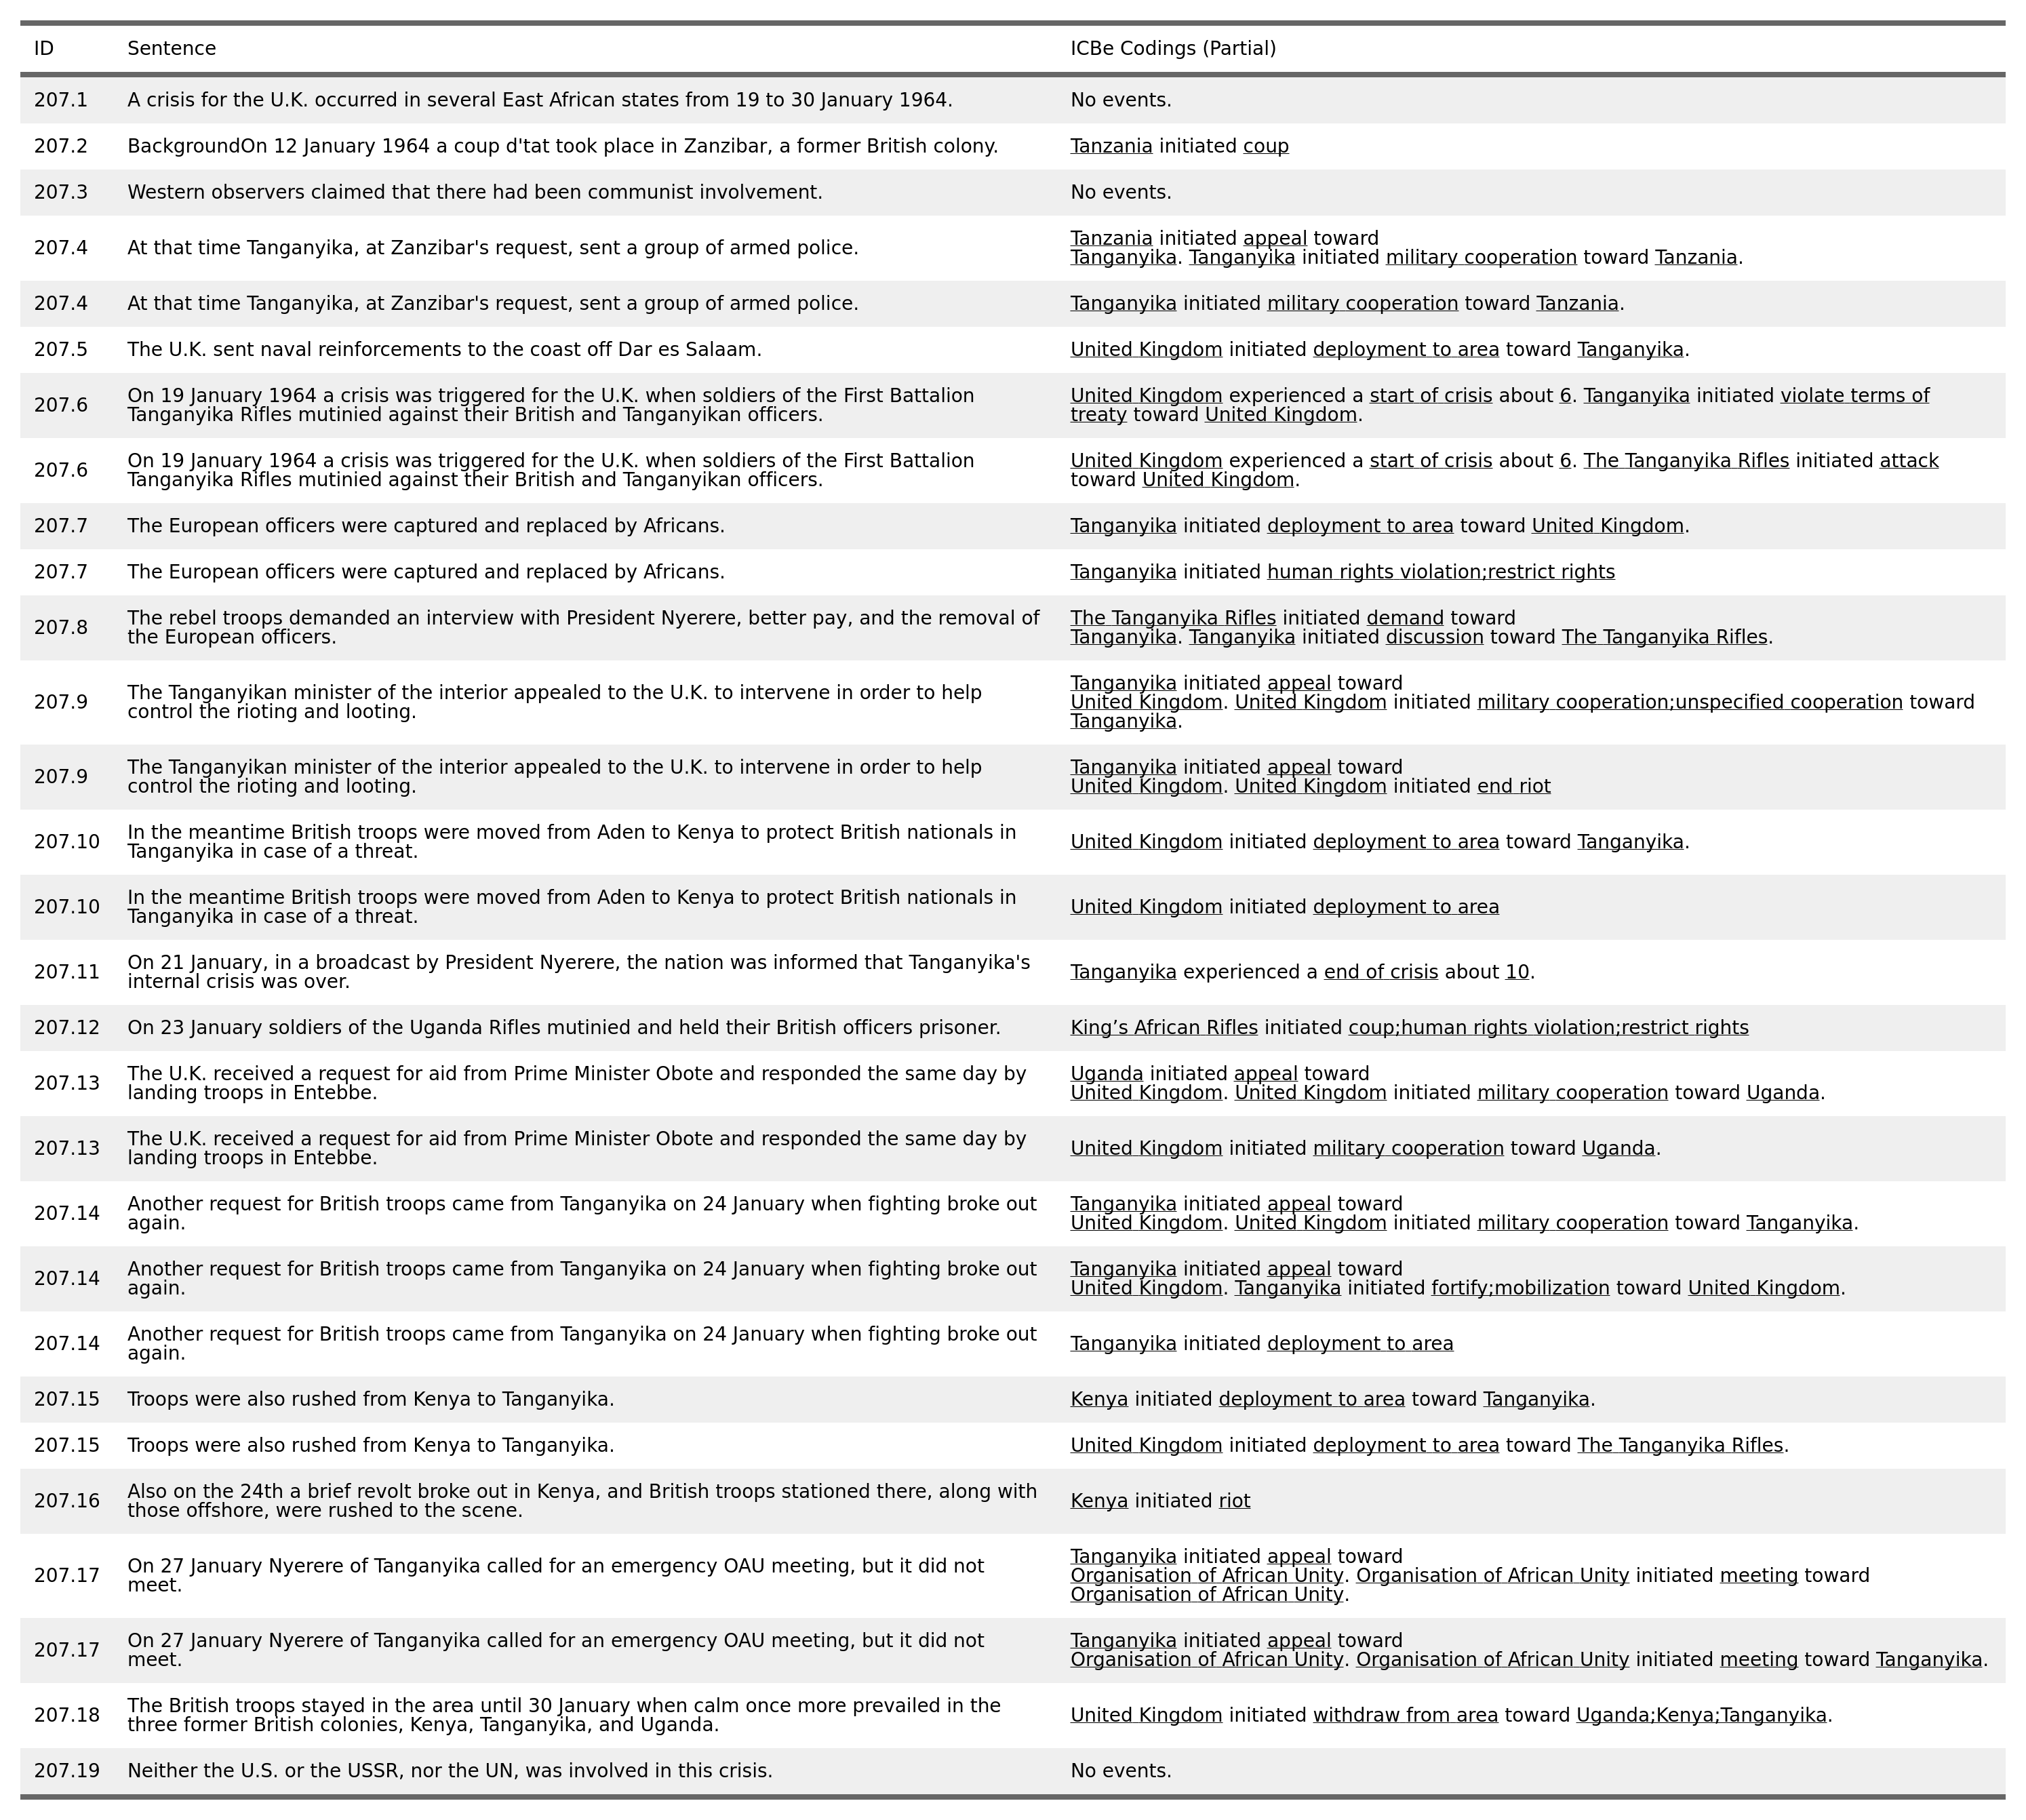 ID Sentence ICBe Codings (Partial)
207.1 A crisis for the U.K. occurred in several East African states from 19 to 30 January 1964. No events.
207.2 BackgroundOn 12 January 1964 a coup d'tat took place in Zanzibar, a former British colony. Tanzania initiated coup
207.3 Western observers claimed that there had been communist involvement. No events.
207.4 At that time Tanganyika, at Zanzibar's request, sent a group of armed police. Tanzania initiated appeal toward
Tanganyika. Tanganyika initiated military cooperation toward Tanzania.
207.4 At that time Tanganyika, at Zanzibar's request, sent a group of armed police. Tanganyika initiated military cooperation toward Tanzania.
207.5 The U.K. sent naval reinforcements to the coast off Dar es Salaam. United Kingdom initiated deployment to area toward Tanganyika.
207.6 On 19 January 1964 a crisis was triggered for the U.K. when soldiers of the First Battalion
Tanganyika Rifles mutinied against their British and Tanganyikan officers.
United Kingdom experienced a start of crisis about 6. Tanganyika initiated violate terms of
treaty toward United Kingdom.
207.6 On 19 January 1964 a crisis was triggered for the U.K. when soldiers of the First Battalion
Tanganyika Rifles mutinied against their British and Tanganyikan officers.
United Kingdom experienced a start of crisis about 6. The Tanganyika Rifles initiated attack
toward United Kingdom.
207.7 The European officers were captured and replaced by Africans. Tanganyika initiated deployment to area toward United Kingdom.
207.7 The European officers were captured and replaced by Africans. Tanganyika initiated human rights violation;restrict rights
207.8 The rebel troops demanded an interview with President Nyerere, better pay, and the removal of
the European officers.
The Tanganyika Rifles initiated demand toward
Tanganyika. Tanganyika initiated discussion toward The Tanganyika Rifles.
207.9 The Tanganyikan minister of the interior appealed to the U.K. to intervene in order to help
control the rioting and looting.
Tanganyika initiated appeal toward
United Kingdom. United Kingdom initiated military cooperation;unspecified cooperation toward
Tanganyika.
207.9 The Tanganyikan minister of the interior appealed to the U.K. to intervene in order to help
control the rioting and looting.
Tanganyika initiated appeal toward
United Kingdom. United Kingdom initiated end riot
207.10 In the meantime British troops were moved from Aden to Kenya to protect British nationals in
Tanganyika in case of a threat.
United Kingdom initiated deployment to area toward Tanganyika.
207.10 In the meantime British troops were moved from Aden to Kenya to protect British nationals in
Tanganyika in case of a threat.
United Kingdom initiated deployment to area
207.11 On 21 January, in a broadcast by President Nyerere, the nation was informed that Tanganyika's
internal crisis was over.
Tanganyika experienced a end of crisis about 10.
207.12 On 23 January soldiers of the Uganda Rifles mutinied and held their British officers prisoner. King’s African Rifles initiated coup;human rights violation;restrict rights
207.13 The U.K. received a request for aid from Prime Minister Obote and responded the same day by
landing troops in Entebbe.
Uganda initiated appeal toward
United Kingdom. United Kingdom initiated military cooperation toward Uganda.
207.13 The U.K. received a request for aid from Prime Minister Obote and responded the same day by
landing troops in Entebbe.
United Kingdom initiated military cooperation toward Uganda.
207.14 Another request for British troops came from Tanganyika on 24 January when fighting broke out
again.
Tanganyika initiated appeal toward
United Kingdom. United Kingdom initiated military cooperation toward Tanganyika.
207.14 Another request for British troops came from Tanganyika on 24 January when fighting broke out
again.
Tanganyika initiated appeal toward
United Kingdom. Tanganyika initiated fortify;mobilization toward United Kingdom.
207.14 Another request for British troops came from Tanganyika on 24 January when fighting broke out
again.
Tanganyika initiated deployment to area
207.15 Troops were also rushed from Kenya to Tanganyika. Kenya initiated deployment to area toward Tanganyika.
207.15 Troops were also rushed from Kenya to Tanganyika. United Kingdom initiated deployment to area toward The Tanganyika Rifles.
207.16 Also on the 24th a brief revolt broke out in Kenya, and British troops stationed there, along with
those offshore, were rushed to the scene.
Kenya initiated riot
207.17 On 27 January Nyerere of Tanganyika called for an emergency OAU meeting, but it did not
meet.
Tanganyika initiated appeal toward
Organisation of African Unity. Organisation of African Unity initiated meeting toward
Organisation of African Unity.
207.17 On 27 January Nyerere of Tanganyika called for an emergency OAU meeting, but it did not
meet.
Tanganyika initiated appeal toward
Organisation of African Unity. Organisation of African Unity initiated meeting toward Tanganyika.
207.18 The British troops stayed in the area until 30 January when calm once more prevailed in the
three former British colonies, Kenya, Tanganyika, and Uganda.
United Kingdom initiated withdraw from area toward Uganda;Kenya;Tanganyika.
207.19 Neither the U.S. or the USSR, nor the UN, was involved in this crisis. No events.